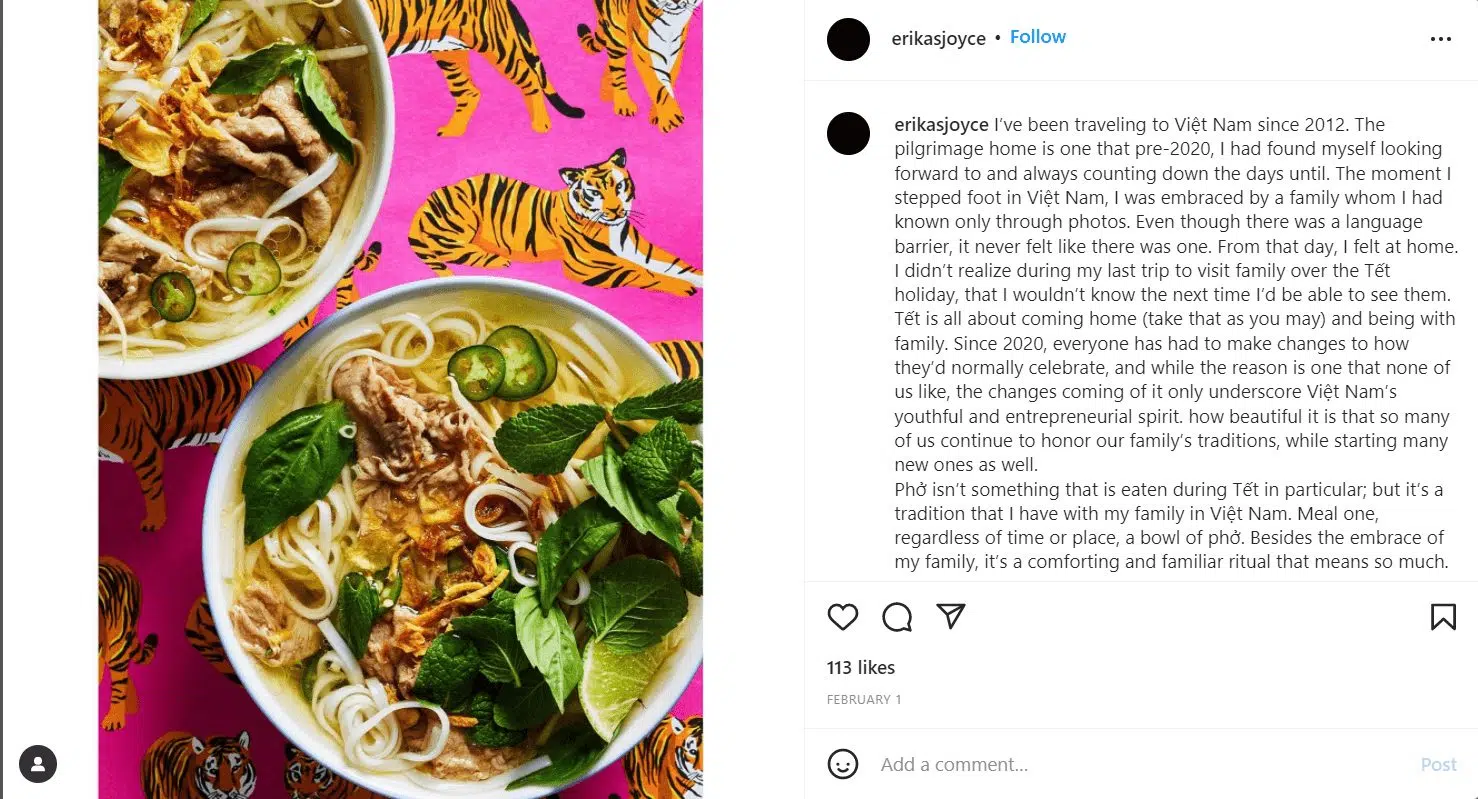 erikasjoyce • Follow
erikasjoyce I’ve been traveling to Việt Nam since 2012. The
pilgrimage home is one that pre-2020, I had found myself looking
forward to and always counting down the days until. The moment I
stepped foot in Việt Nam, I was embraced by a family whom I had
known only through photos. Even though there was a language
barrier, it never felt like there was one. From that day, I felt at home.
I didn’t realize during my last trip to visit family over the Tết
holiday, that I wouldn’t know the next time I’d be able to see them.
Tết is all about coming home (take that as you may) and being with
family. Since 2020, everyone has had to make changes to how
they’d normally celebrate, and while the reason is one that none of
us like, the changes coming of it only underscore Việt Nam’s
youthful and entrepreneurial spirit. how beautiful it is that so many
of us continue to honor our family’s traditions, while starting many
new ones as well.
Phở isn’t something that is eaten during Tết in particular; but it’s a
tradition that I have with my family in Việt Nam. Meal one,
regardless of time or place, a bowl of phở. Besides the embrace of
my family, it’s a comforting and familiar ritual that means so much.
113 likes
FEBRUARY 1
Add a comment... Post